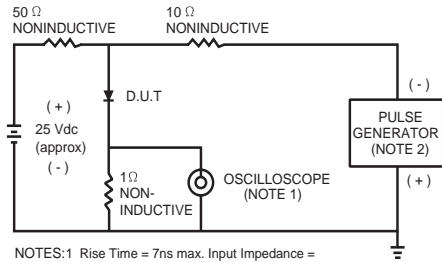 50 Ω
NONINDUCTIVE
10 Ω
NONINDUCTIVE
(+)
25 Vdc
(approx)
(-)
D.U.T
1Ω
NON-
INDUCTIVE
OSCILLOSCOPE
(NOTE 1)
(-)
PULSE
GENERATOR
(NOTE 2)
(+)
NOTES:1 Rise Time = 7ns max. Input Impedance =